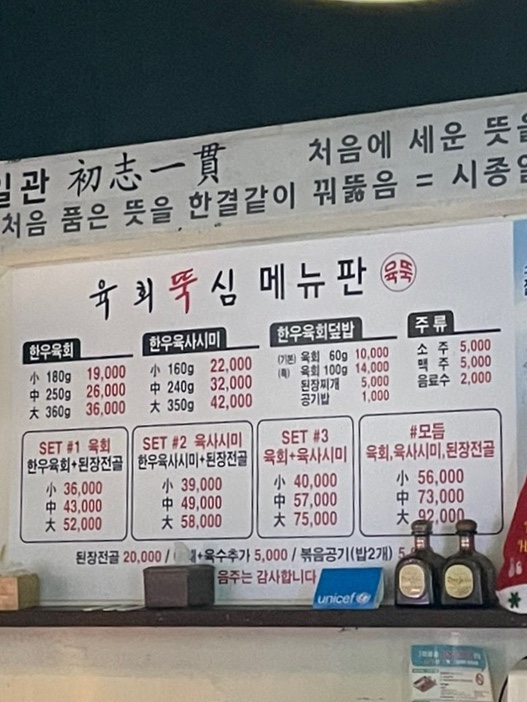 일관 初志一貫 처음에 세운 뜻을
처음 품은 뜻을 한결같이 꿔뚫음 = 시종일
육회뚝심 메뉴판 육뚝
한우육회
小 180g 19,000
中 250g 26,000
大 360g 36,000
한우육사시미
小 160g 22,000
中 240g 32,000
大 350g 42,000
한우육회덮밥
(기본) 육회 60g 10,000
(특) 육회 100g 14,000
된장찌개 5,000
공기밥 1,000
주류
소 주 5,000
맥 주 5,000
음료수 2,000
SET #1 육회
한우육회+된장전골
小 36,000
中 43,000
大 52,000
SET #2 육사시미
한우육사시미+된장전골
小 39,000
中 49,000
大 58,000
SET #3
육회+육사시미
小 40,000
中 57,000
大 75,000
#모듬
육회,육사시미,된장전골
小 56,000
中 73,000
大 92,000
된장전골 20,000 / +육수추가 5,000 / 볶음공기(밥2개)
음주는 감사합니다
unicef